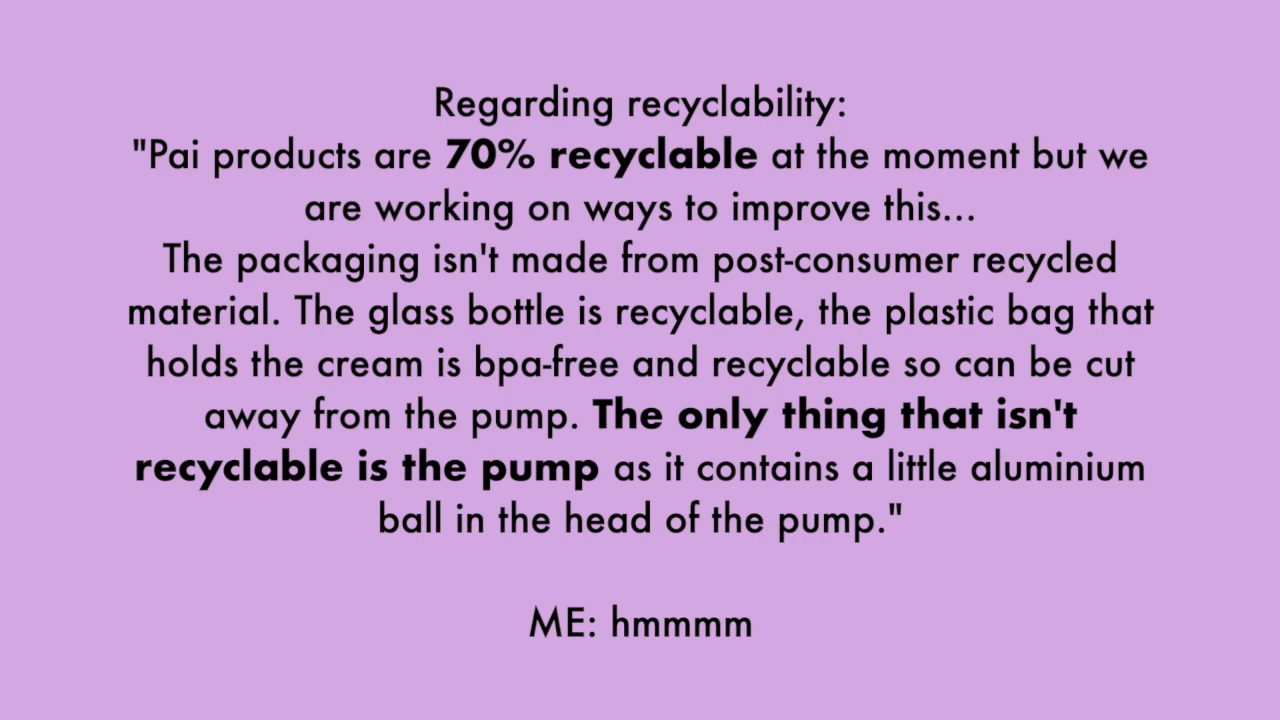 Regarding recyclability:
"Pai products are 70% recyclable at the moment but we
are working on ways to improve this...
The packaging isn't made from post-consumer recycled
material. The glass bottle is recyclable, the plastic bag that
holds the cream is bpa-free and recyclable so can be cut
away from the pump. The only thing that isn't
recyclable is the pump as it contains a little aluminium
ball in the head of the pump."
ME: hmmmm